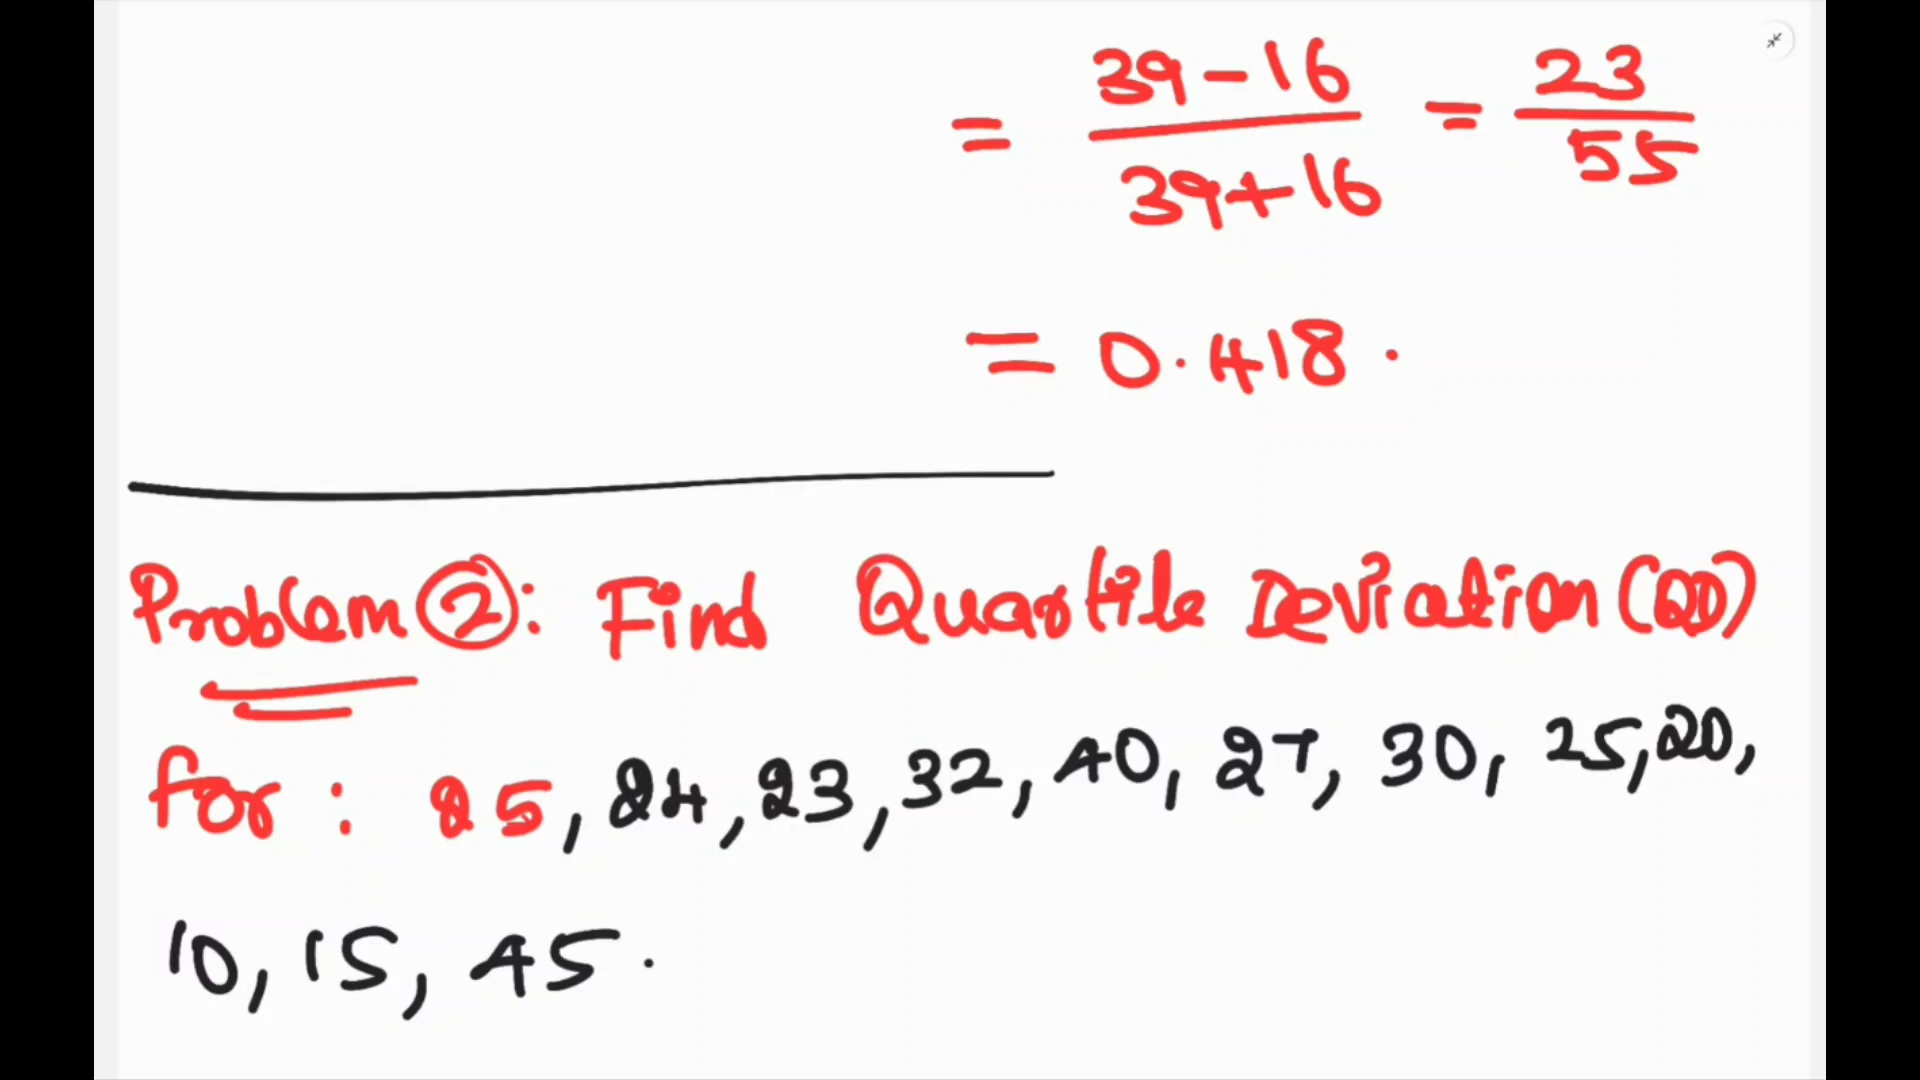 = 39-16 / 39+16 = 23 / 55
= 0.418.
Problem ②: Find Quartile Deviation (QD)
for: 25, 24, 23, 32, 40, 27, 30, 25, 20,
10, 15, 45.